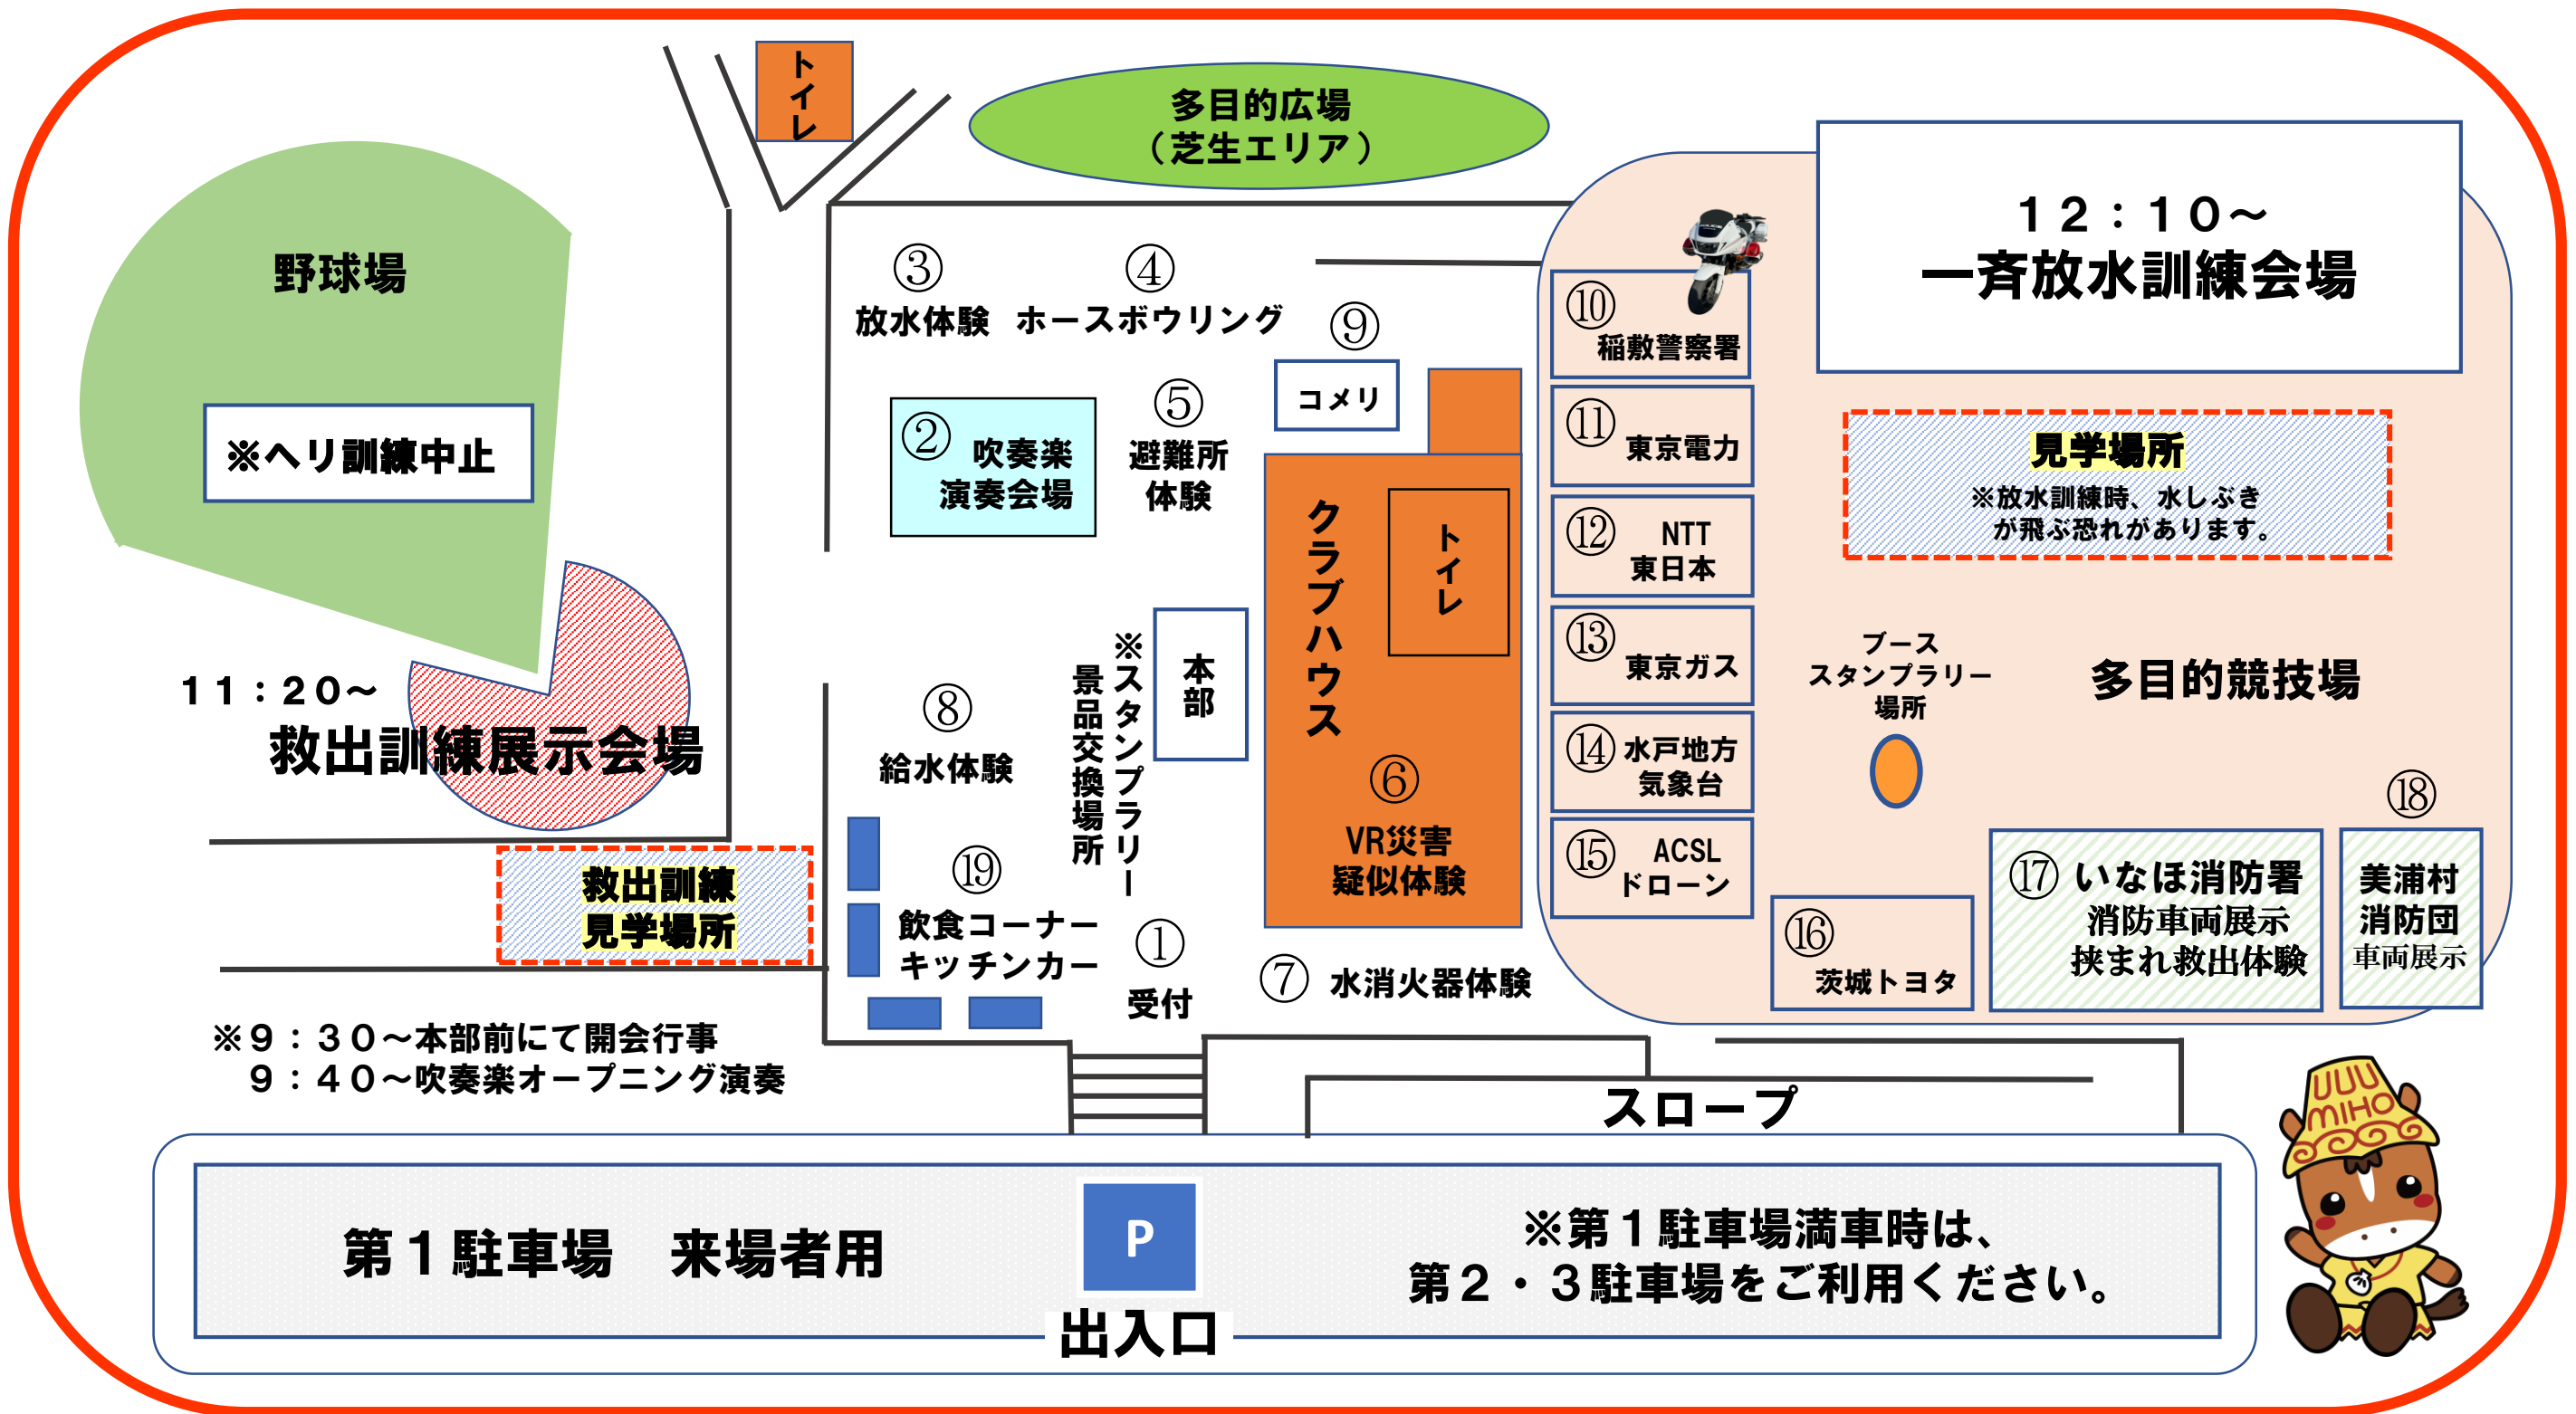 トイレ
多目的広場
（芝生エリア）
１２：１０～
一斉放水訓練会場
野球場
※ヘリ訓練中止
③
放水体験
④
ホースボウリング
⑨
コメリ
⑩
稲敷警察署
②
吹奏楽
演奏会場
⑤
避難所
体験
⑪
東京電力
見学場所
※放水訓練時、水しぶき
が飛ぶ恐れがあります。
クラブハウス
トイレ
⑫
NTT
東日本
⑬
東京ガス
ブース
スタンプラリー
場所
多目的競技場
１１：２０～
救出訓練展示会場
⑧
給水体験
※スタンプラリー
景品交換場所
本部
⑥
VR災害
疑似体験
⑭
水戸地方
気象台
⑮
ACSL
ドローン
⑯
茨城トヨタ
⑰
いなほ消防署
消防車両展示
挟まれ救出体験
⑱
美浦村
消防団
車両展示
救出訓練
見学場所
⑲
飲食コーナー
キッチンカー
①
受付
⑦
水消火器体験
※９：３０～本部前にて開会行事
９：４０～吹奏楽オープニング演奏
スロープ
UUU
MIHO
第１駐車場　来場者用
P
※第１駐車場満車時は、
第２・３駐車場をご利用ください。
出入口